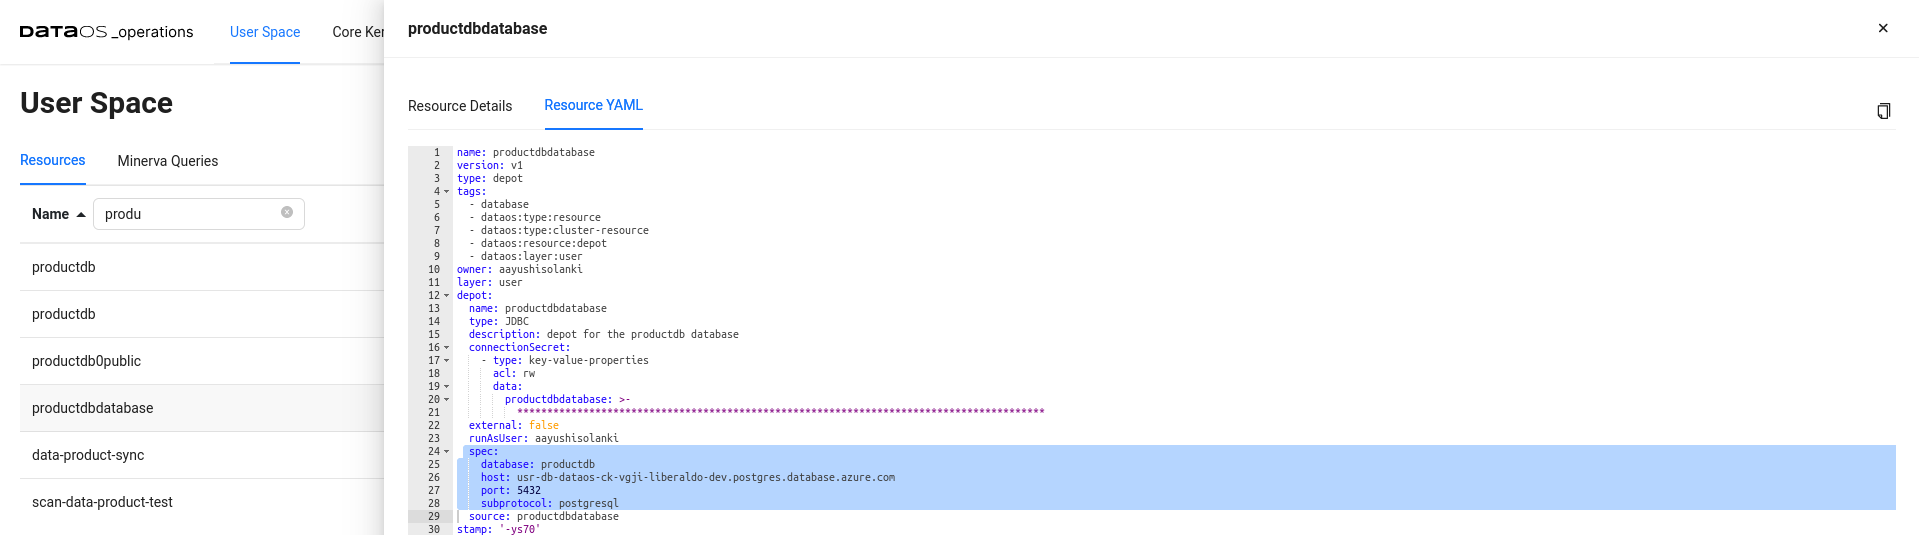 DATAOS _operations
User Space
Core Ker
User Space
Resources
Minerva Queries
Name
produ
productdb
productdb
productdb0public
productdbdatabase
data-product-sync
scan-data-product-test
productdbdatabase
Resource Details
Resource YAML
1 name: productdbdatabase
2 version: v1
3 type: depot
4 tags:
5 - database
6 - dataos:type:resource
7 - dataos:type:cluster-resource
8 - dataos:resource:depot
9 - dataos:layer:user
10 owner: aayushisolanki
11 layer: user
12 depot:
13 name: productdbdatabase
14 type: JDBC
15 description: depot for the productdb database
16 connectionSecret:
17 - type: key-value-properties
18 acl: rw
19 data:
20 productdbdatabase: >-
21 ****************************************************************************************
22 external: false
23 runAsUser: aayushisolanki
24 spec:
25 database: productdb
26 host: usr-db-dataos-ck-vgji-liberaldo-dev.postgres.database.azure.com
27 port: 5432
28 subprotocol: postgresql
29 source: productdbdatabase
30 stamp: '-ys70'